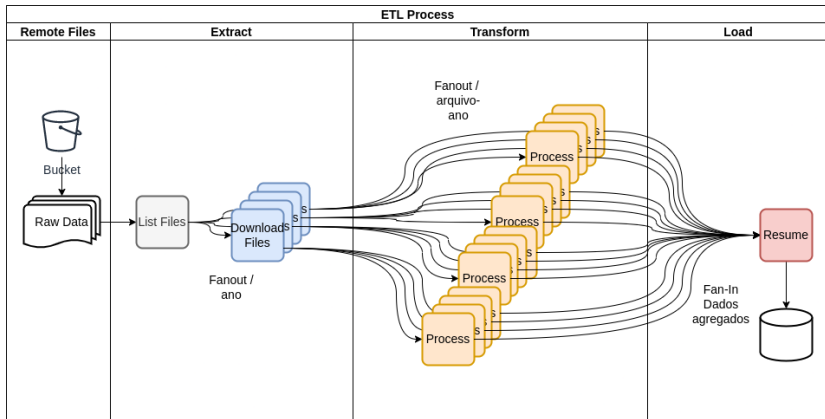 ETL Process
Remote Files
Extract
Transform
Load
Bucket
Raw Data
List Files
Download
Files
s
s
s
Fanout /
ano
Fanout /
arquivo-
ano
Process
s
s
s
Process
s
s
s
Process
s
s
s
Process
s
s
s
Resume
Fan-In
Dados
agregados